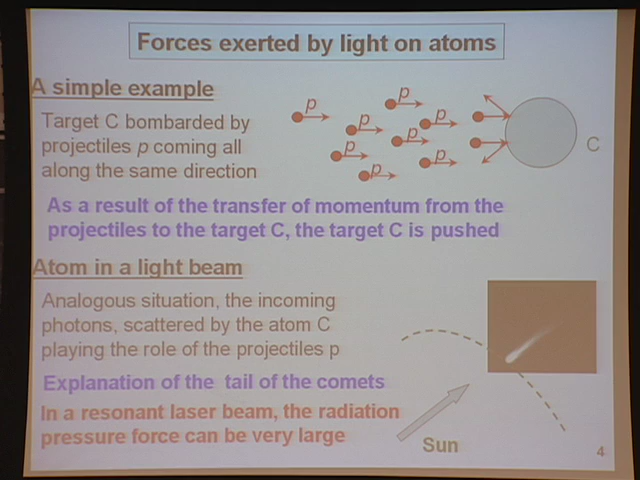 Forces exerted by light on atoms
A simple example
Target C bombarded by
projectiles p coming all
along the same direction
p
p
p
p
p
p
p
p
C
As a result of the transfer of momentum from the
projectiles to the target C, the target C is pushed
Atom in a light beam
Analogous situation, the incoming
photons, scattered by the atom C
playing the role of the projectiles p
Explanation of the tail of the comets
In a resonant laser beam, the radiation
pressure force can be very large
Sun
4